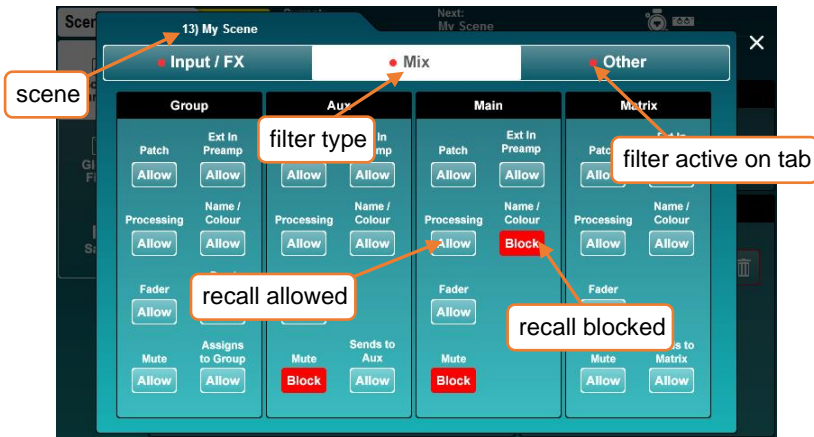 Scen
Next:
My Scene
13) My Scene
Input / FX
Mix
Other
scene
filter type
filter active on tab
Group
Aux
Main
Matrix
Patch
Ext In
Preamp
Patch
Ext In
Preamp
Allow
Allow
Allow
Allow
Allow
Allow
Processing
Name /
Colour
Processing
Name /
Colour
Processing
Name /
Colour
Processing
Name /
Colour
Allow
Allow
Allow
Allow
Allow
Block
Allow
Allow
recall allowed
recall blocked
Fader
Fader
Fader
Allow
Allow
Mute
Assigns
to Group
Mute
Sends to
Aux
Mute
Mute
Matrix
Allow
Allow
Block
Allow
Block
Allow
Allow